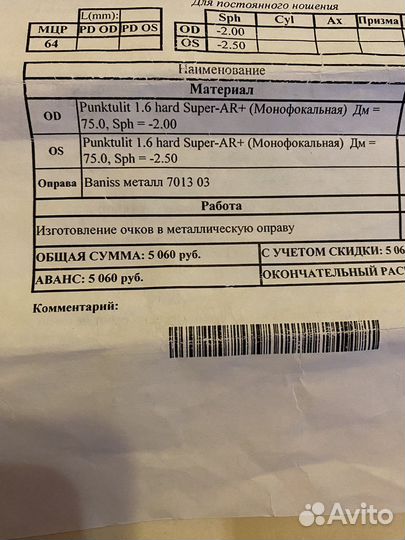 Для постоянного ношения
L(mm):
МЦР PD OD PD OS
64
Sph Cyl Ax Призма
OD -2.00
OS -2.50
Наименование
Материал
OD Punktulit 1.6 hard Super-AR+ (Монофокальная) Дм =
75.0, Sph = -2.00
OS Punktulit 1.6 hard Super-AR+ (Монофокальная) Дм =
75.0, Sph = -2.50
Оправа Baniss металл 7013 03
Работа
Изготовление очков в металлическую оправу
ОБЩАЯ СУММА: 5 060 руб. С УЧЕТОМ СКИДКИ: 5 06
АВАНС: 5 060 руб. ОКОНЧАТЕЛЬНЫЙ РАС
Комментарий:
Avito